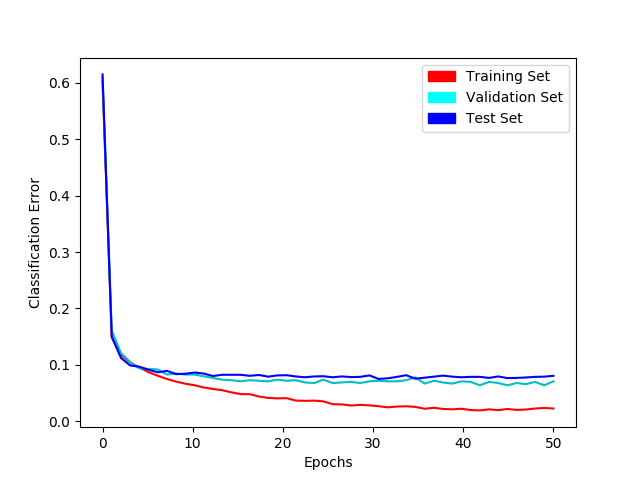 0.6
0.5
0.4
0.3
0.2
0.1
0.0
Classification Error
Training Set
Validation Set
Test Set
0 10 20 30 40 50
Epochs